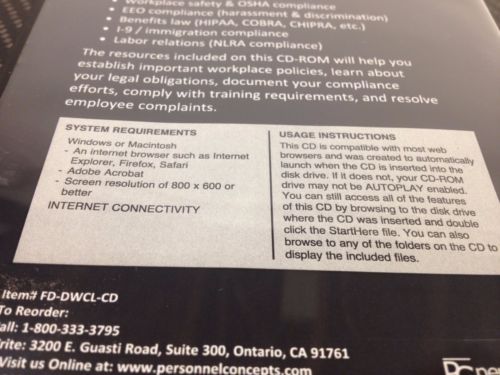 Workplace safety & OSHA compliance
• EEO compliance (harassment & discrimination)
• Benefits law (HIPAA, COBRA, CHIPRA, etc.)
• I-9 / immigration compliance
• Labor relations (NLRA compliance)
The resources included on this CD-ROM will help you
establish important workplace policies, learn about
your legal obligations, document your compliance
efforts, comply with training requirements, and resolve
employee complaints.
SYSTEM REQUIREMENTS
Windows or Macintosh
- An internet browser such as Internet
Explorer, Firefox, Safari
- Adobe Acrobat
- Screen resolution of 800 x 600 or
better
INTERNET CONNECTIVITY
USAGE INSTRUCTIONS
This CD is compatible with most web
browsers and was created to automatically
launch when the CD is inserted into the
disk drive. If it does not, your CD-ROM
drive may not be AUTOPLAY enabled.
You can still access all of the features
of this CD by browsing to the disk drive
where the CD was inserted and double
click the StartHere file. You can also
browse to any of the folders on the CD to
display the included files.
Item# FD-DWCL-CD
To Reorder:
Call: 1-800-333-3795
Write: 3200 E. Guasti Road, Suite 300, Ontario, CA 91761
Visit us Online at: www.personnelconcepts.com